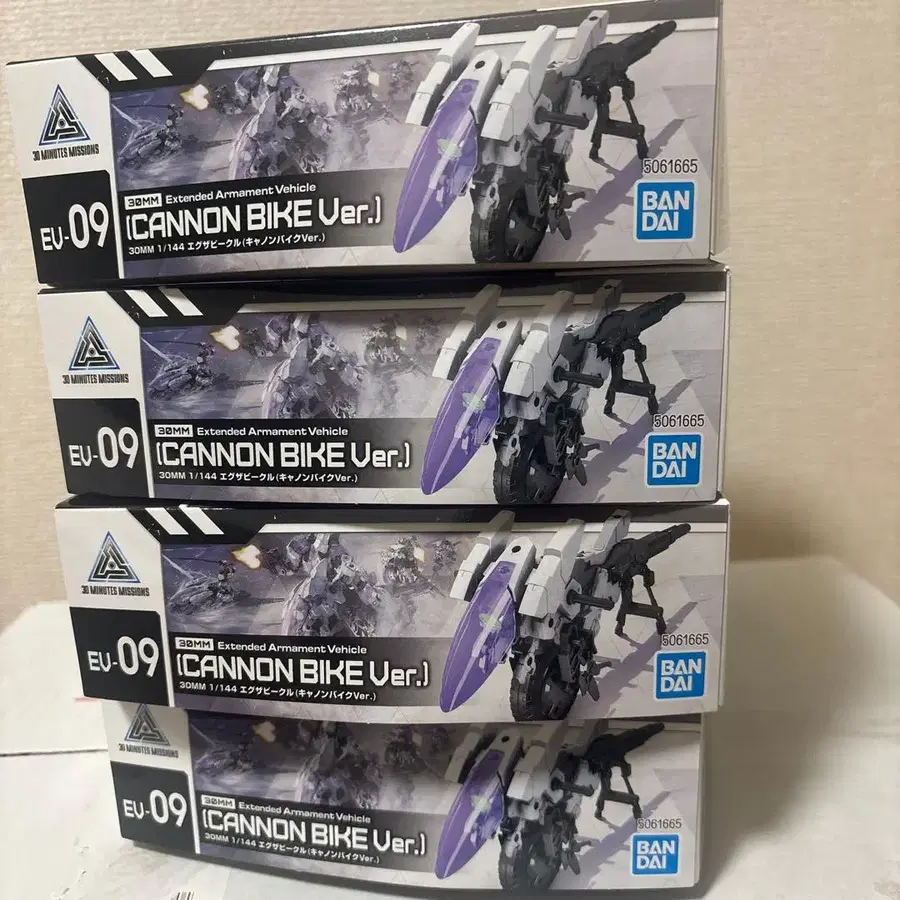 30 MINUTES MISSIONS
EV-09
30MM Extended Armament Vehicle
[CANNON BIKE Ver.]
30MM 1/144 エグザビークル(キャノンバイクVer.)
5061665
BAN
DAI
30 MINUTES MISSIONS
EV-09
30MM Extended Armament Vehicle
[CANNON BIKE Ver.]
30MM 1/144 エグザビークル(キャノンバイクVer.)
5061665
BAN
DAI
30 MINUTES MISSIONS
EV-09
30MM Extended Armament Vehicle
[CANNON BIKE Ver.]
30MM 1/144 エグザビークル(キャノンバイクVer.)
5061665
BAN
DAI
30 MINUTES MISSIONS
EV-09
30MM Extended Armament Vehicle
[CANNON BIKE Ver.]
30MM 1/144 エグザビークル(キャノンバイクVer.)
5061665
BAN
DAI